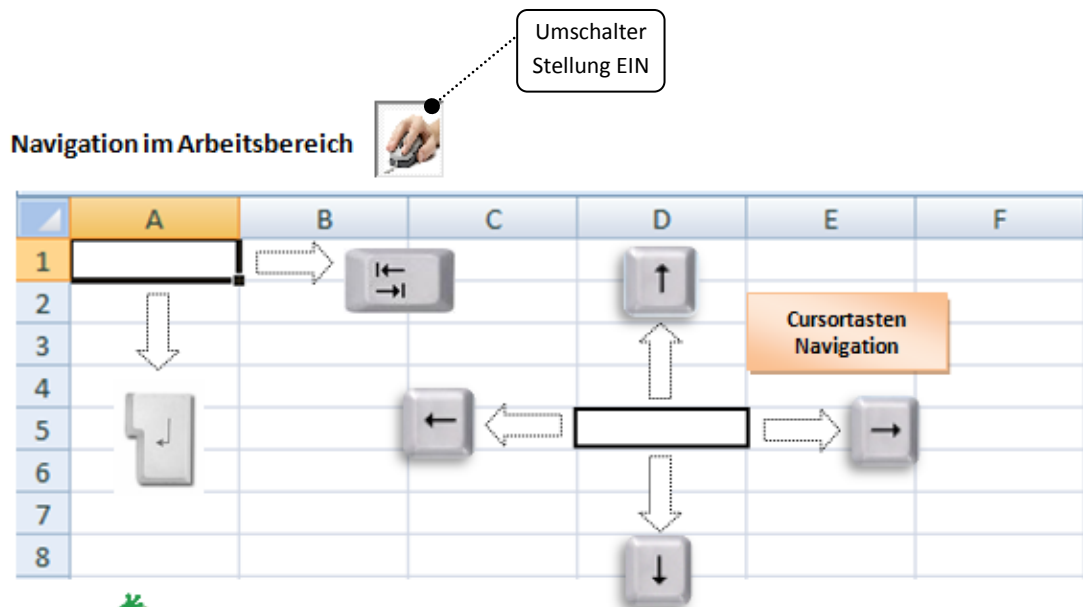 Umschalter
Stellung EIN
Navigation im Arbeitsbereich
A B C D E F
1
2
Cursortasten
3
Navigation
4
5
6
7
8